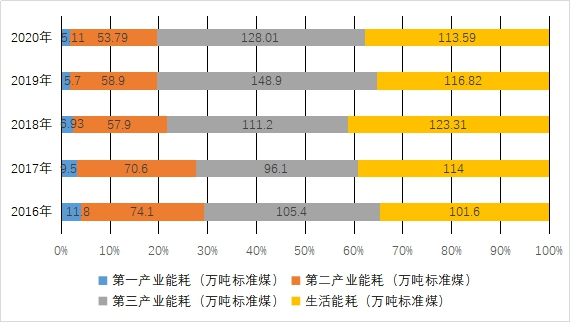 2020年 5.11 53.79 128.01 113.59
2019年 5.7 58.9 148.9 116.82
2018年 6.93 57.9 111.2 123.31
2017年 9.5 70.6 96.1 114
2016年 11.8 74.1 105.4 101.6
0% 10% 20% 30% 40% 50% 60% 70% 80% 90% 100%
第一产业能耗（万吨标准煤） 第二产业能耗（万吨标准煤）
第三产业能耗（万吨标准煤） 生活能耗（万吨标准煤）